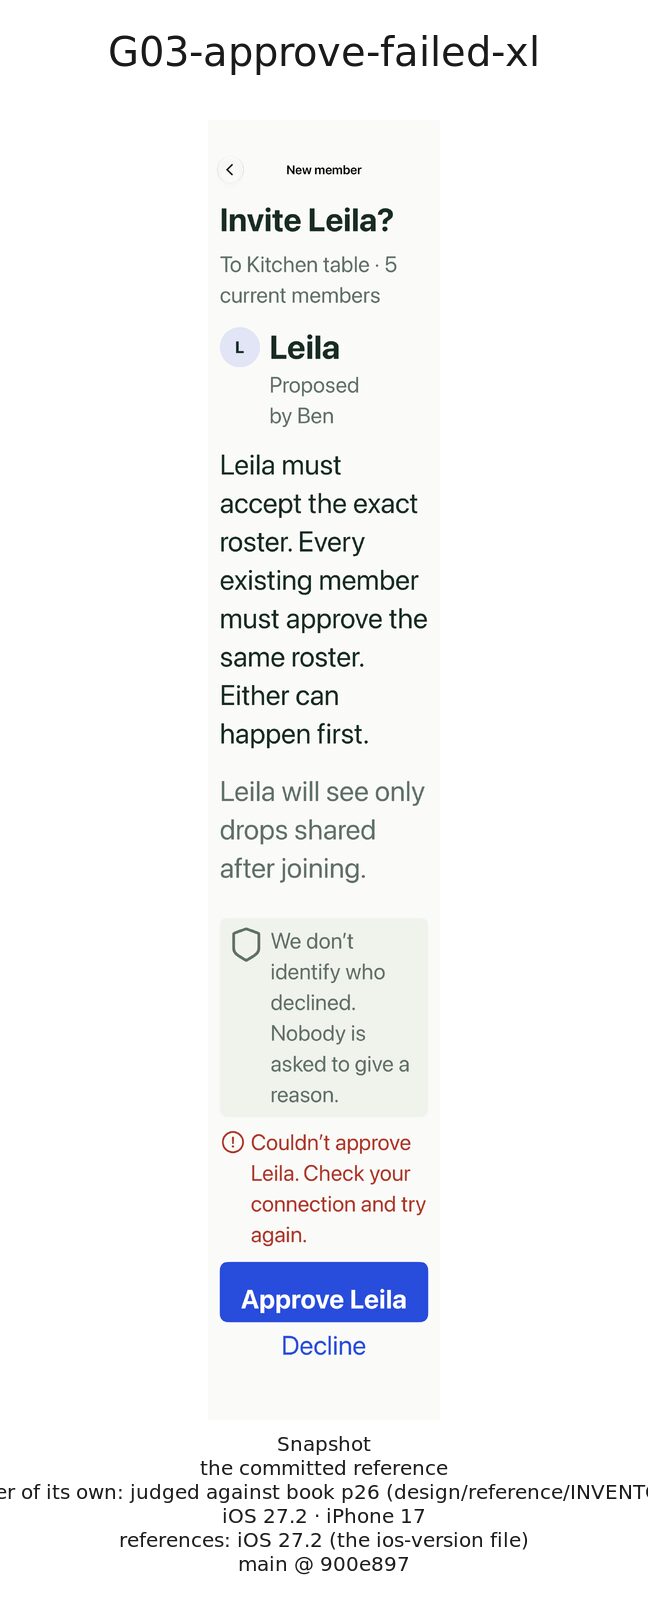 G03-approve-failed-xl
New member
Invite Leila?
To Kitchen table · 5
current members
L
Leila
Proposed
by Ben
Leila must
accept the exact
roster. Every
existing member
must approve the
same roster.
Either can
happen first.
Leila will see only
drops shared
after joining.
We don’t
identify who
declined.
Nobody is
asked to give a
reason.
Couldn’t approve
Leila. Check your
connection and try
again.
Approve Leila
Decline
Snapshot
the committed reference
of its own: judged against book p26 (design/reference/
iOS 27.2 · iPhone 17
references: iOS 27.2 (the ios-version file)
main @ 900e897